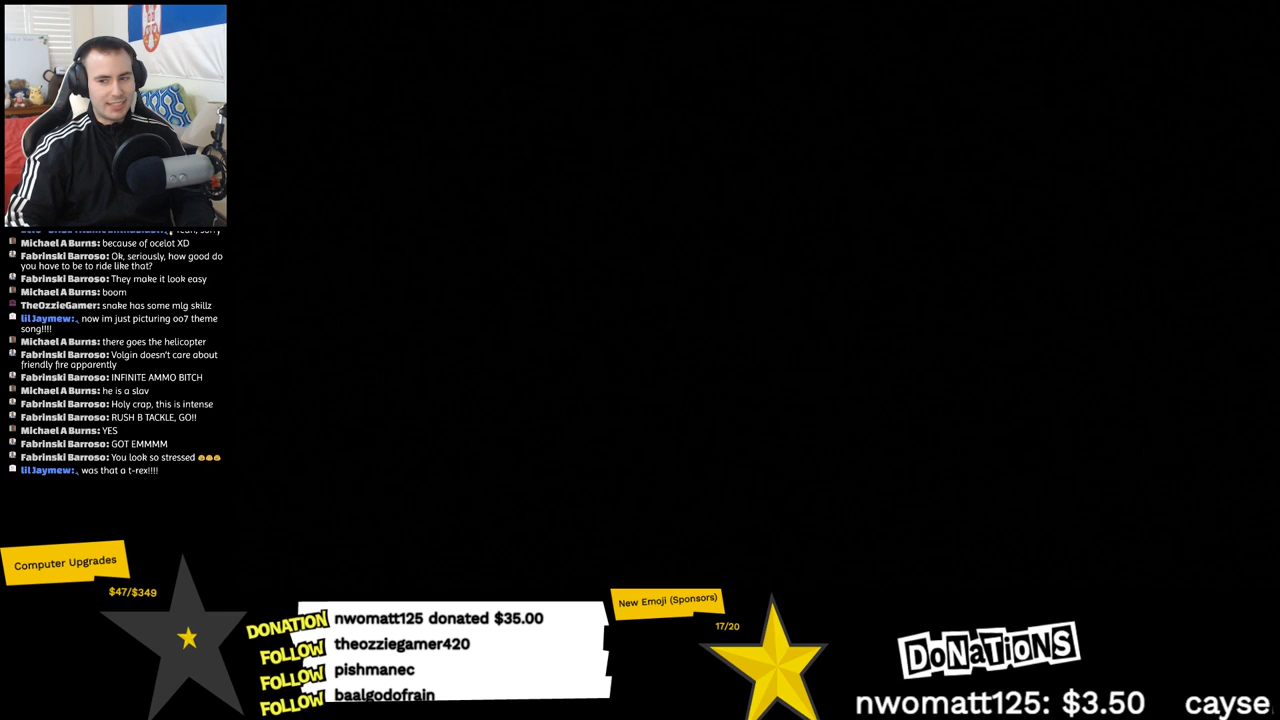 Michael A Burns: because of ocelot XD
Fabrinski Barroso: Ok, seriously, how good do
you have to be to ride like that?
Fabrinski Barroso: They make it look easy
Michael A Burns: boom
TheOzzieGamer: snake has some mlg skillz
lil Jaymew: now im just picturing oo7 theme
song!!!!
Michael A Burns: there goes the helicopter
Fabrinski Barroso: Volgin doesn't care about
friendly fire apparently
Fabrinski Barroso: INFINITE AMMO BITCH
Michael A Burns: he is a slav
Fabrinski Barroso: Holy crap, this is intense
Fabrinski Barroso: RUSH B TACKLE, GO!!
Michael A Burns: YES
Fabrinski Barroso: GOT EMMMM
Fabrinski Barroso: You look so stressed
lil Jaymew: was that a t-rex!!!!
Computer Upgrades
$47/$349
DONATION nwomatt125 donated $35.00
FOLLOW theozziegamer420
FOLLOW pishmanec
FOLLOW baalgodofrain
New Emoji (Sponsors)
17/20
DoNaTioNS
nwomatt125: $3.50 cayse